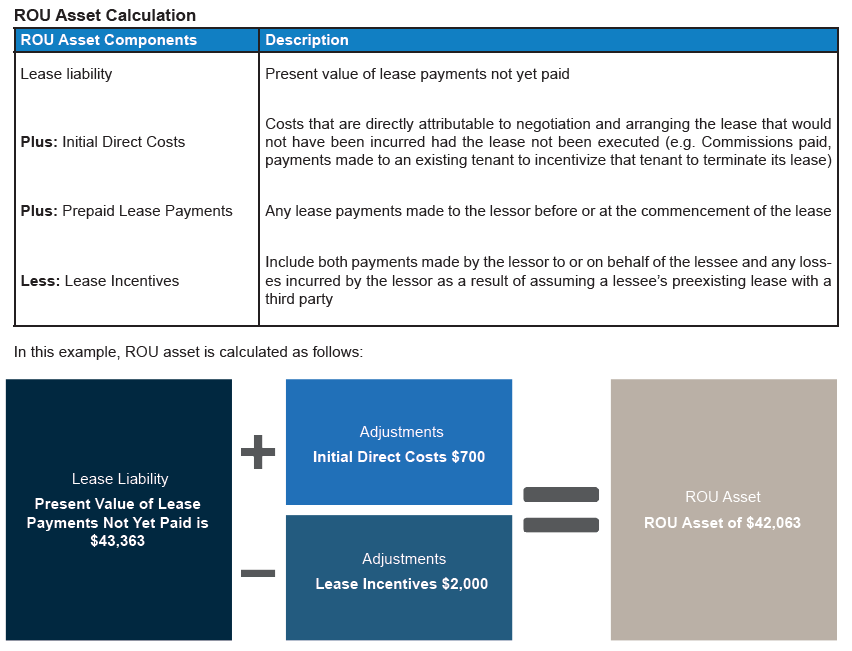 ROU Asset Calculation
ROU Asset Components
Description
Lease liability
Present value of lease payments not yet paid
Plus: Initial Direct Costs
Costs that are directly attributable to negotiation and arranging the lease that would
not have been incurred had the lease not been executed (e.g. Commissions paid,
payments made to an existing tenant to incentivize that tenant to terminate its lease)
Plus: Prepaid Lease Payments
Any lease payments made to the lessor before or at the commencement of the lease
Less: Lease Incentives
Include both payments made by the lessor to or on behalf of the lessee and any loss-
es incurred by the lessor as a result of assuming a lessee’s preexisting lease with a
third party
In this example, ROU asset is calculated as follows:
Lease Liability
Present Value of Lease
Payments Not Yet Paid is
$43,363
+
Adjustments
Initial Direct Costs $700
−
Adjustments
Lease Incentives $2,000
=
ROU Asset
ROU Asset of $42,063